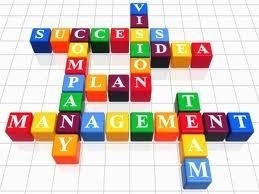 SUCCESS
VISION
IDEA
COMPANY
PLAN
MANAGEMENT
TEAM